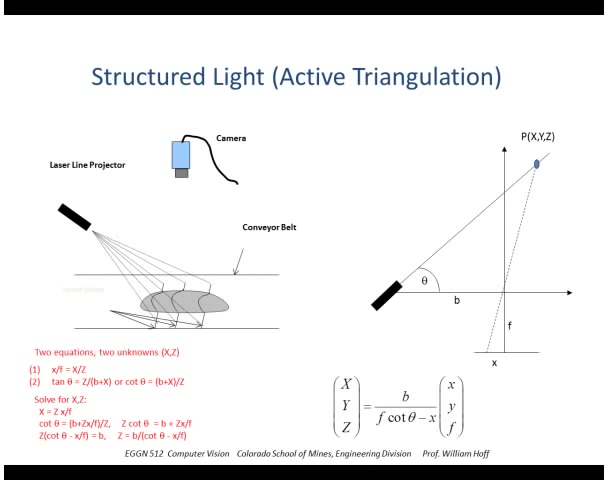 Structured Light (Active Triangulation)
Camera
Laser Line Projector
Conveyor Belt
P(X,Y,Z)
θ
b
f
x
Two equations, two unknowns (X,Z)
(1) x/f = X/Z
(2) tan θ = Z/(b+X) or cot θ = (b+X)/Z
Solve for X,Z:
X = Z x/f
cot θ = (b+Zx/f)/Z, Z cot θ = b + Zx/f
Z(cot θ - x/f) = b, Z = b/(cot θ - x/f)
(X Y Z) = b / (f cot θ − x) (x y f)
EGGN 512 Computer Vision Colorado School of Mines, Engineering Division Prof. William Hoff